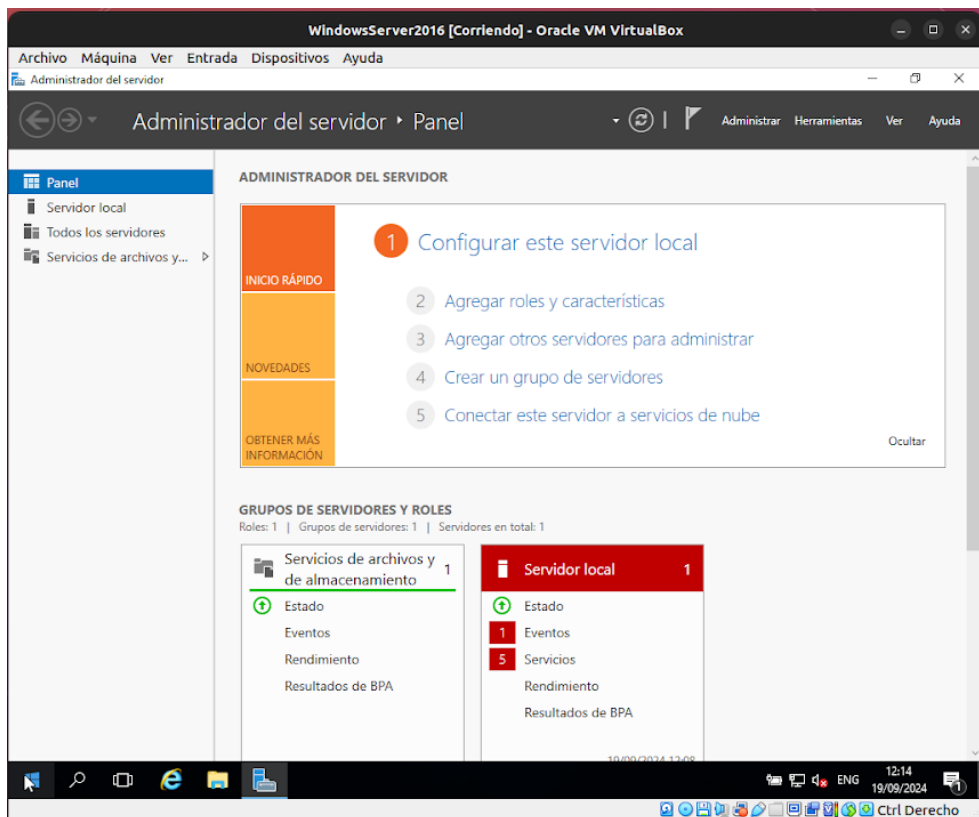 WindowsServer2016 [Corriendo] - Oracle VM VirtualBox
Archivo Máquina Ver Entrada Dispositivos Ayuda
Administrador del servidor
Administrador del servidor ‣ Panel
Administrar Herramientas Ver Ayuda
Panel
Servidor local
Todos los servidores
Servicios de archivos y...
ADMINISTRADOR DEL SERVIDOR
INICIO RÁPIDO
NOVEDADES
OBTENER MÁS
INFORMACIÓN
1 Configurar este servidor local
2 Agregar roles y características
3 Agregar otros servidores para administrar
4 Crear un grupo de servidores
5 Conectar este servidor a servicios de nube
Ocultar
GRUPOS DE SERVIDORES Y ROLES
Roles: 1 | Grupos de servidores: 1 | Servidores en total: 1
Servicios de archivos y
de almacenamiento
1
Estado
Eventos
Rendimiento
Resultados de BPA
Servidor local 1
Estado
1 Eventos
5 Servicios
Rendimiento
Resultados de BPA
19/09/2024 12:08
ENG
12:14
19/09/2024
1
Ctrl Derecho